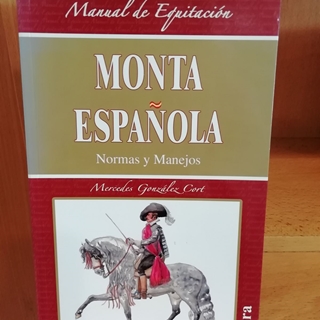 Manual de Equitación
MONTA
ESPAÑOLA
Normas y Manejos
Mercedes González Cort